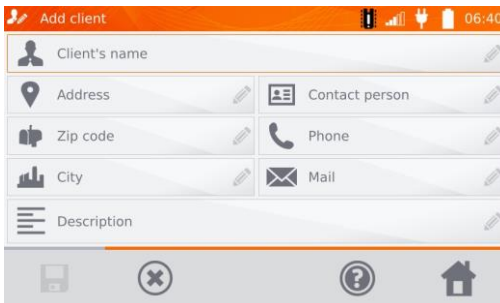 Add client 06:40
Client's name
Address Contact person
Zip code Phone
City Mail
Description